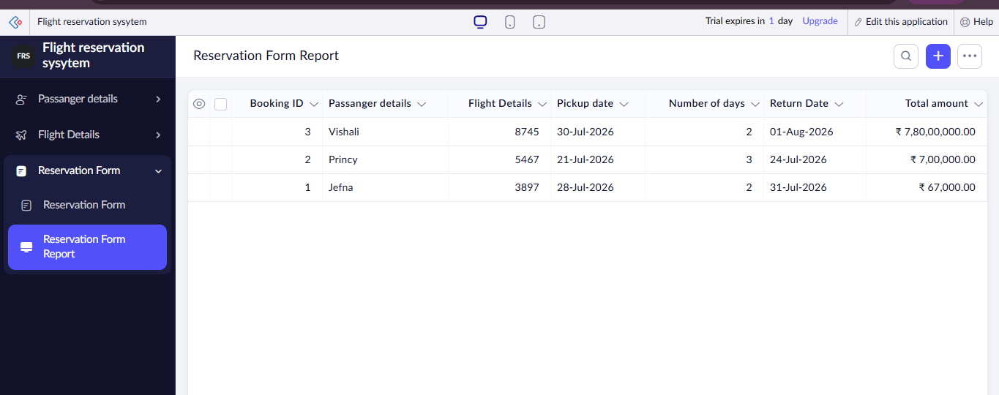 Flight reservation sysytem
Trial expires in 1 day Upgrade Edit this application Help
FRS Flight reservation sysytem
Passanger details
Flight Details
Reservation Form
Reservation Form
Reservation Form Report
Reservation Form Report
Booking ID Passanger details Flight Details Pickup date Number of days Return Date Total amount
3 Vishali 8745 30-Jul-2026 2 01-Aug-2026 ₹ 7,80,00,000.00
2 Princy 5467 21-Jul-2026 3 24-Jul-2026 ₹ 7,00,000.00
1 Jefna 3897 28-Jul-2026 2 31-Jul-2026 ₹ 67,000.00